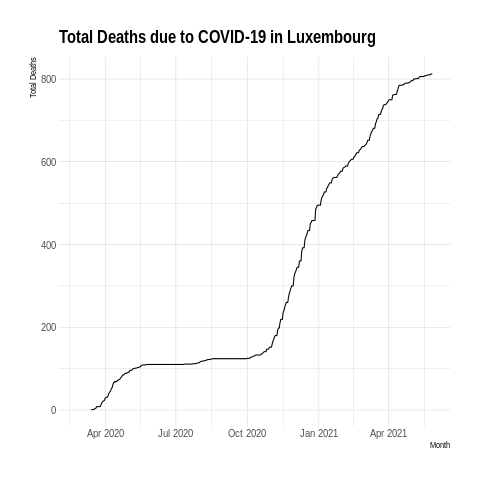 Total Deaths due to COVID-19 in Luxembourg
Total Deaths
800
600
400
200
0
Apr 2020 Jul 2020 Oct 2020 Jan 2021 Apr 2021
Month